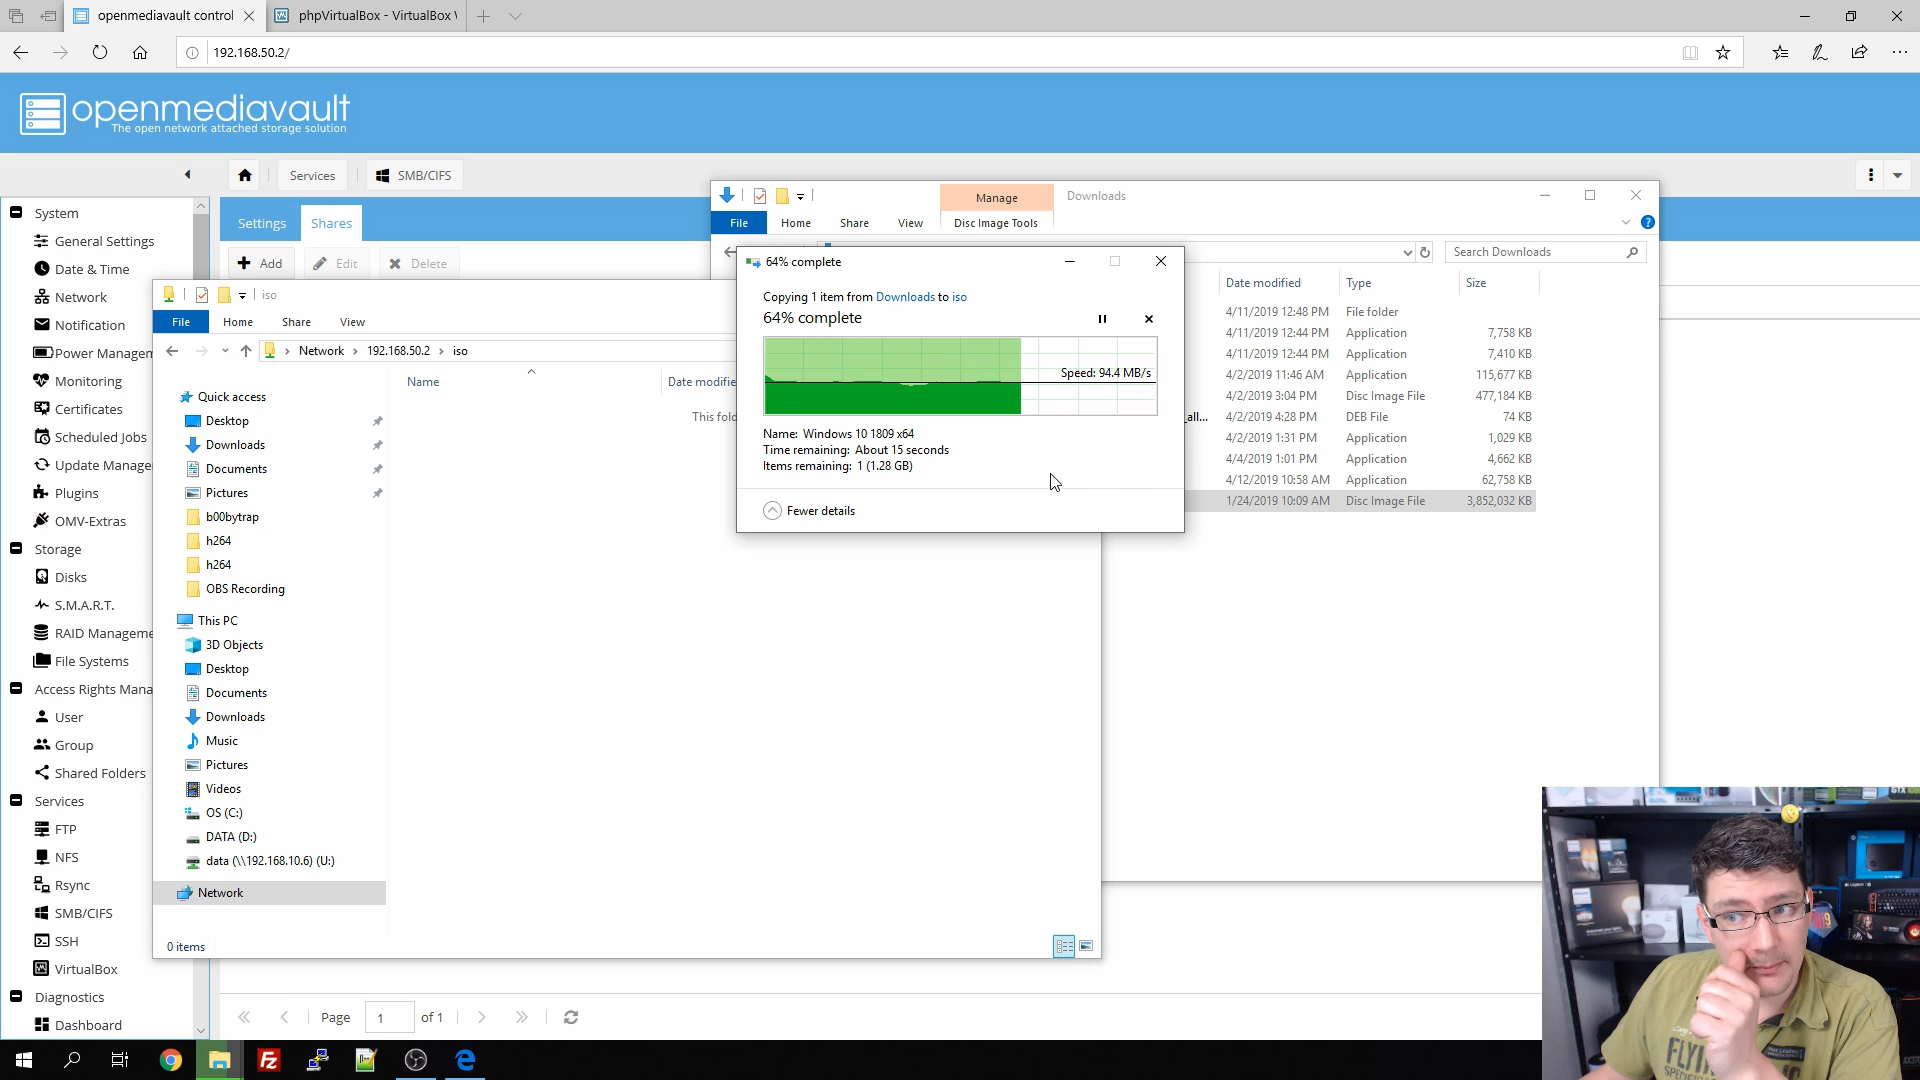 openmediavault control
phpVirtualBox - VirtualBox
192.168.50.2/
openmediavault
The open network attached storage solution
Services
SMB/CIFS
System
General Settings
Date & Time
Network
Notification
Power Managem
Monitoring
Certificates
Scheduled Jobs
Update Manage
Plugins
OMV-Extras
Storage
Disks
S.M.A.R.T.
RAID Manageme
File Systems
Access Rights Mana
User
Group
Shared Folders
Services
FTP
NFS
Rsync
SMB/CIFS
SSH
VirtualBox
Diagnostics
Dashboard
Settings
Shares
Add
Edit
Delete
Page 1 of 1
iso
File
Home
Share
View
Network
192.168.50.2
iso
Name
Date modifie
This fold
Quick access
Desktop
Downloads
Documents
Pictures
b00bytrap
h264
h264
OBS Recording
This PC
3D Objects
Desktop
Documents
Downloads
Music
Pictures
Videos
OS (C:)
DATA (D:)
data (\\192.168.10.6) (U:)
Network
0 items
Manage
Downloads
File
Home
Share
View
Disc Image Tools
Search Downloads
Date modified
Type
Size
4/11/2019 12:48 PM File folder
4/11/2019 12:44 PM Application 7,758 KB
4/11/2019 12:44 PM Application 7,410 KB
4/2/2019 11:46 AM Application 115,677 KB
4/2/2019 3:04 PM Disc Image File 477,184 KB
_all... 4/2/2019 4:28 PM DEB File 74 KB
4/2/2019 1:31 PM Application 1,029 KB
4/4/2019 1:01 PM Application 4,662 KB
4/12/2019 10:58 AM Application 62,758 KB
1/24/2019 10:09 AM Disc Image File 3,852,032 KB
64% complete
Copying 1 item from Downloads to iso
64% complete
Speed: 94.4 MB/s
Name: Windows 10 1809 x64
Time remaining: About 15 seconds
Items remaining: 1 (1.28 GB)
Fewer details